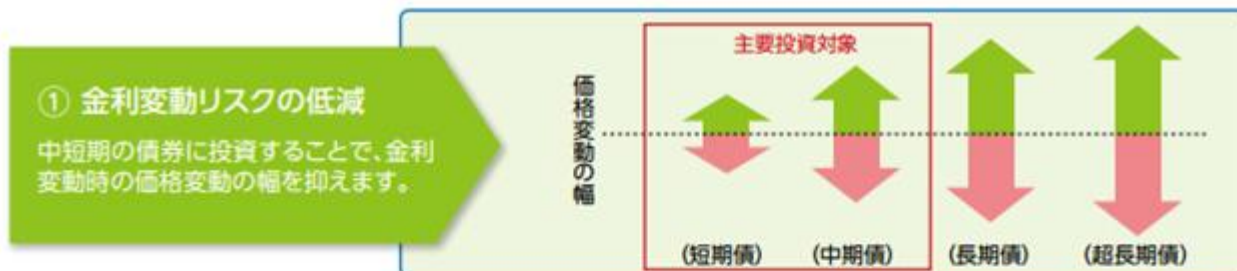 ① 金利変動リスクの低減
中短期の債券に投資することで、金利
変動時の価格変動の幅を抑えます。
主要投資対象
価格変動の幅
(短期債)
(中期債)
(長期債)
(超長期債)